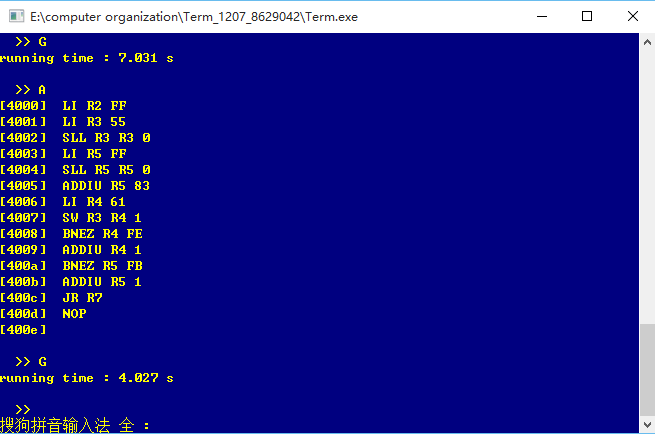 E:\computer organization\Term_1207_8629042\Term.exe
>> G
running time : 7.031 s
>> A
[4000] LI R2 FF
[4001] LI R3 55
[4002] SLL R3 R3 0
[4003] LI R5 FF
[4004] SLL R5 R5 0
[4005] ADDIU R5 83
[4006] LI R4 61
[4007] SW R3 R4 1
[4008] BNEZ R4 FE
[4009] ADDIU R4 1
[400a] BNEZ R5 FB
[400b] ADDIU R5 1
[400c] JR R7
[400d] NOP
[400e]
>> G
running time : 4.027 s
>>
搜狗拼音输入法 全 :